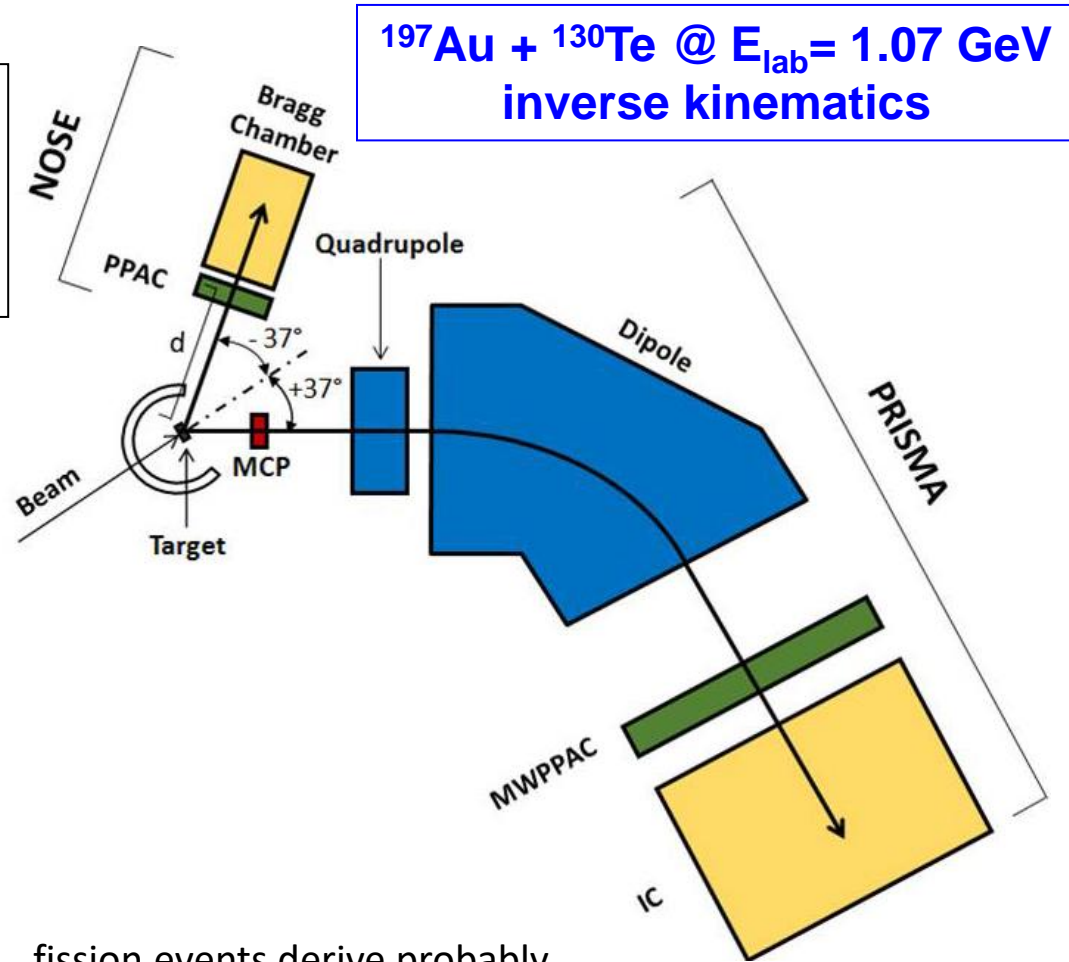 ¹⁹⁷Au + ¹³⁰Te @ E_lab= 1.07 GeV
inverse kinematics
NOSE
Bragg
Chamber
PPAC
Quadrupole
Dipole
d
- 37°
+37°
PRISMA
MCP
Beam
Target
MWPPAC
IC
fission events derive probably